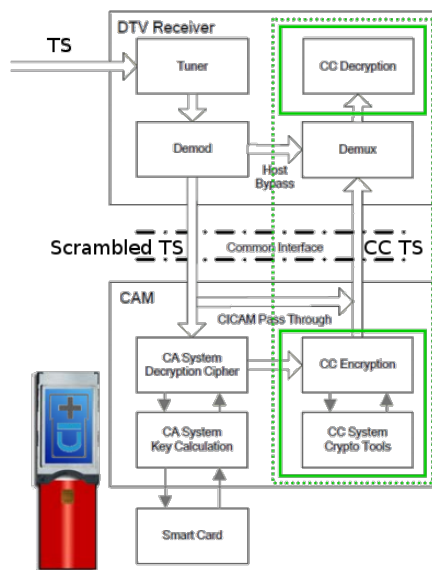 DTV Receiver
TS
Tuner
CC Decryption
Demod
Demux
Host
Bypass
Scrambled TS
Common Interface
CC TS
CAM
CICAM Pass Through
CA System
Decryption Cipher
CC Encryption
CA System
Key Calculation
CC System
Crypto Tools
Smart Card